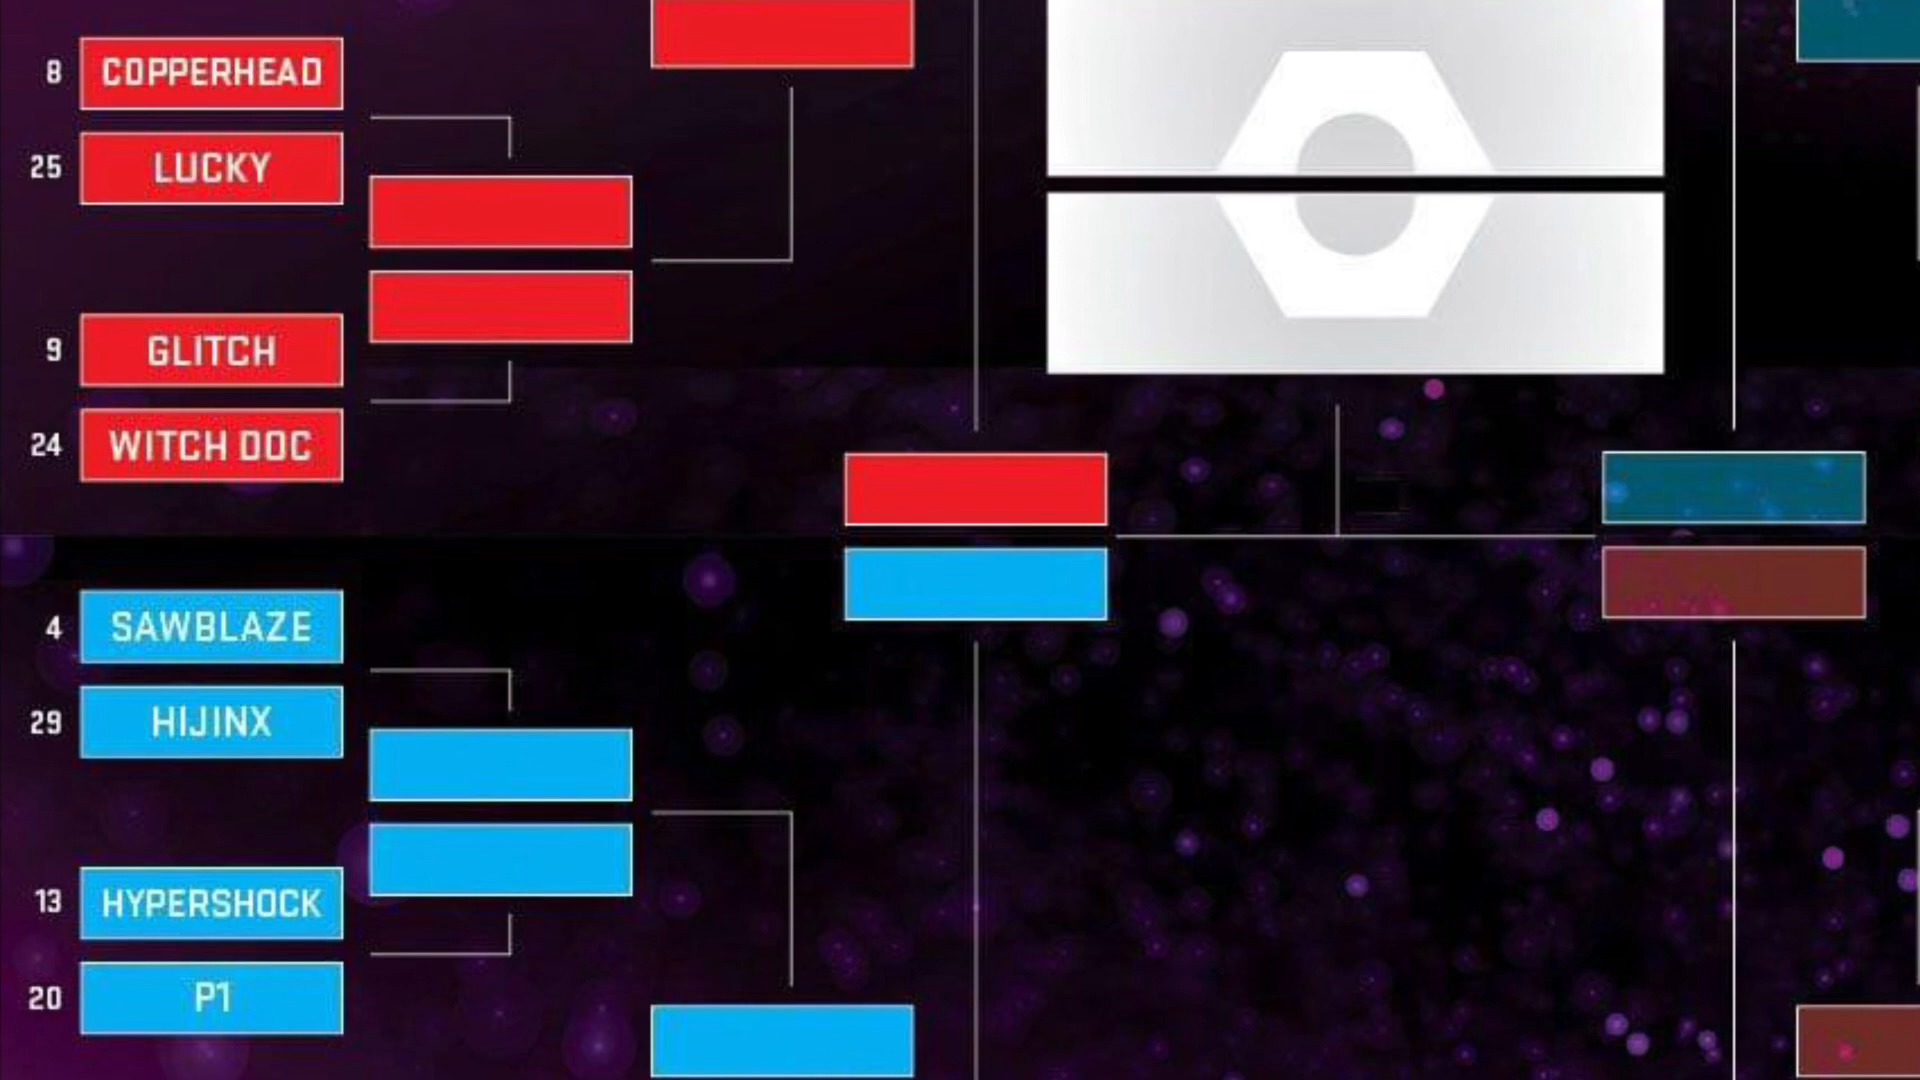 8 COPPERHEAD
25 LUCKY
9 GLITCH
24 WITCH DOC
4 SAWBLAZE
29 HIJINX
13 HYPERSHOCK
20 P1